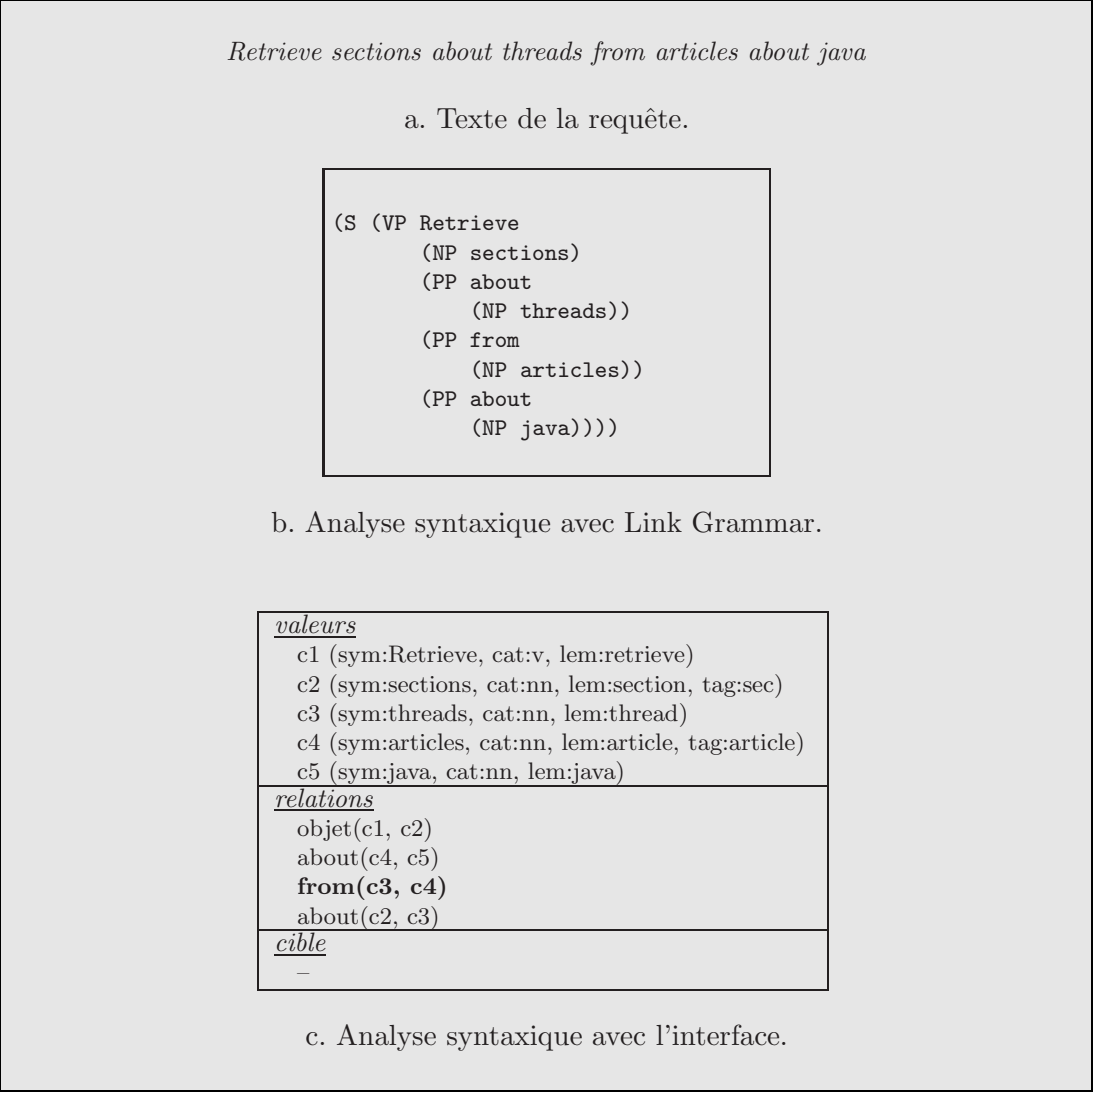 Retrieve sections about threads from articles about java
a. Texte de la requête.
(S (VP Retrieve
(NP sections)
(PP about
(NP threads))
(PP from
(NP articles))
(PP about
(NP java))))
b. Analyse syntaxique avec Link Grammar.
valeurs
c1 (sym:Retrieve, cat:v, lem:retrieve)
c2 (sym:sections, cat:nn, lem:section, tag:sec)
c3 (sym:threads, cat:nn, lem:thread)
c4 (sym:articles, cat:nn, lem:article, tag:article)
c5 (sym:java, cat:nn, lem:java)
relations
objet(c1, c2)
about(c4, c5)
from(c3, c4)
about(c2, c3)
cible
–
c. Analyse syntaxique avec l'interface.